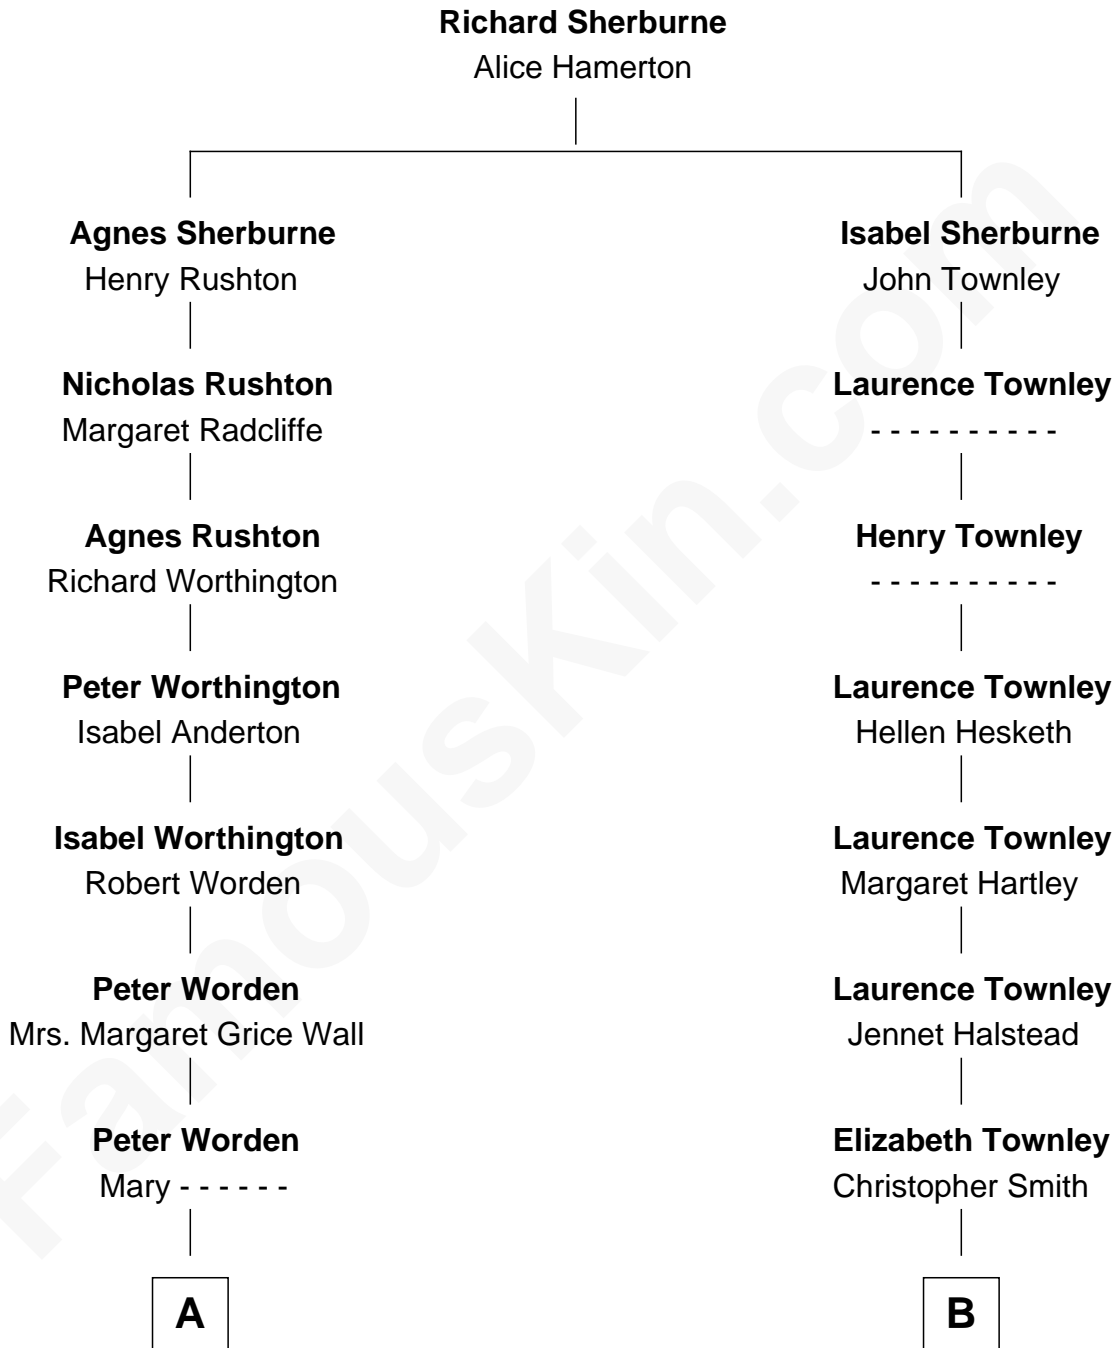 Richard Sherburne
Alice Hamerton
Agnes Sherburne
Henry Rushton
Isabel Sherburne
John Townley
Nicholas Rushton
Margaret Radcliffe
Laurence Townley
- - - - - - - - - -
Agnes Rushton
Richard Worthington
Henry Townley
- - - - - - - - - -
Peter Worthington
Isabel Anderton
Laurence Townley
Hellen Hesketh
Isabel Worthington
Robert Worden
Laurence Townley
Margaret Hartley
Peter Worden
Mrs. Margaret Grice Wall
Laurence Townley
Jennet Halstead
Peter Worden
Mary - - - - - -
Elizabeth Townley
Christopher Smith
A
B
FamousKin.com